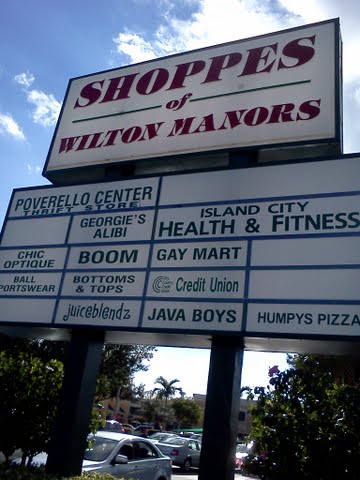 SHOPPES
of
WILTON MANORS
POVERELLO CENTER
THRIFT STORE
GEORGIE'S
ALIBI
ISLAND CITY
HEALTH & FITNESS
CHIC
OPTIQUE
BOOM
GAY MART
BALL
SPORTSWEAR
BOTTOMS
& TOPS
Credit Union
juiceblendz
JAVA BOYS
HUMPYS PIZZA